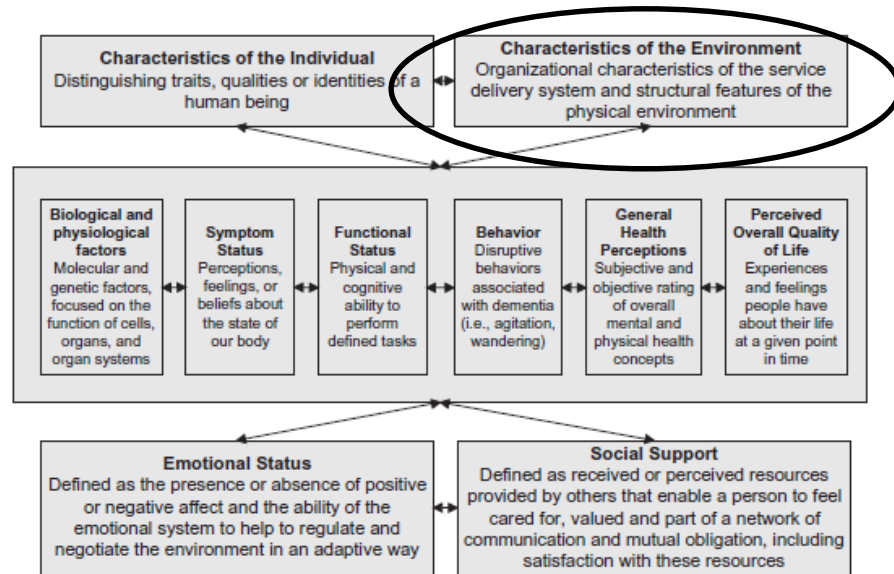 Characteristics of the Individual
Distinguishing traits, qualities or identities of a
human being
Characteristics of the Environment
Organizational characteristics of the service
delivery system and structural features of the
physical environment
Biological and
physiological
factors
Molecular and
genetic factors,
focused on the
function of cells,
organs, and
organ systems
Symptom
Status
Perceptions,
feelings, or
beliefs about
the state of
our body
Functional
Status
Physical and
cognitive
ability to
perform
defined tasks
Behavior
Disruptive
behaviors
associated
with dementia
(i.e., agitation,
wandering)
General
Health
Perceptions
Subjective and
objective rating
of overall
mental and
physical health
concepts
Perceived
Overall Quality
of Life
Experiences
and feelings
people have
about their life
at a given point
in time
Emotional Status
Defined as the presence or absence of positive
or negative affect and the ability of the
emotional system to help to regulate and
negotiate the environment in an adaptive way
Social Support
Defined as received or perceived resources
provided by others that enable a person to feel
cared for, valued and part of a network of
communication and mutual obligation, including
satisfaction with these resources